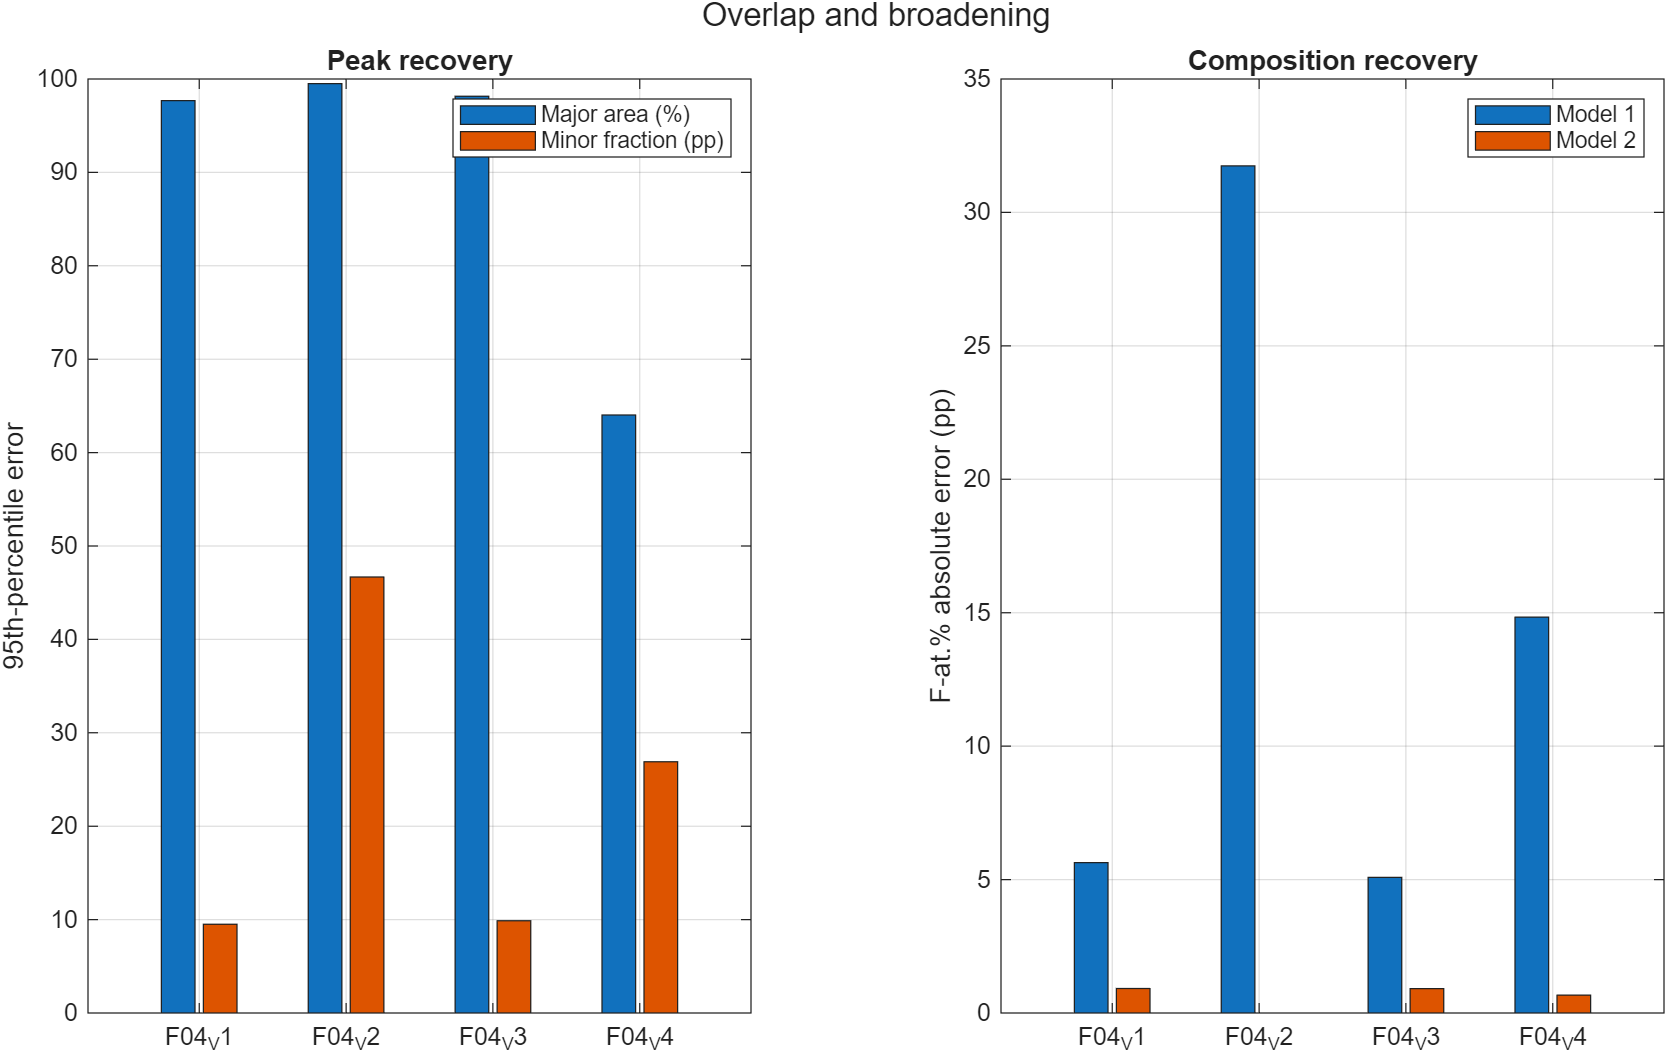 Overlap and broadening
Peak recovery
95th-percentile error
100
90
80
70
60
50
40
30
20
10
0
Major area (%)
Minor fraction (pp)
F04V1 F04V2 F04V3 F04V4
Composition recovery
F-at.% absolute error (pp)
35
30
25
20
15
10
5
0
Model 1
Model 2
F04V1 F04V2 F04V3 F04V4